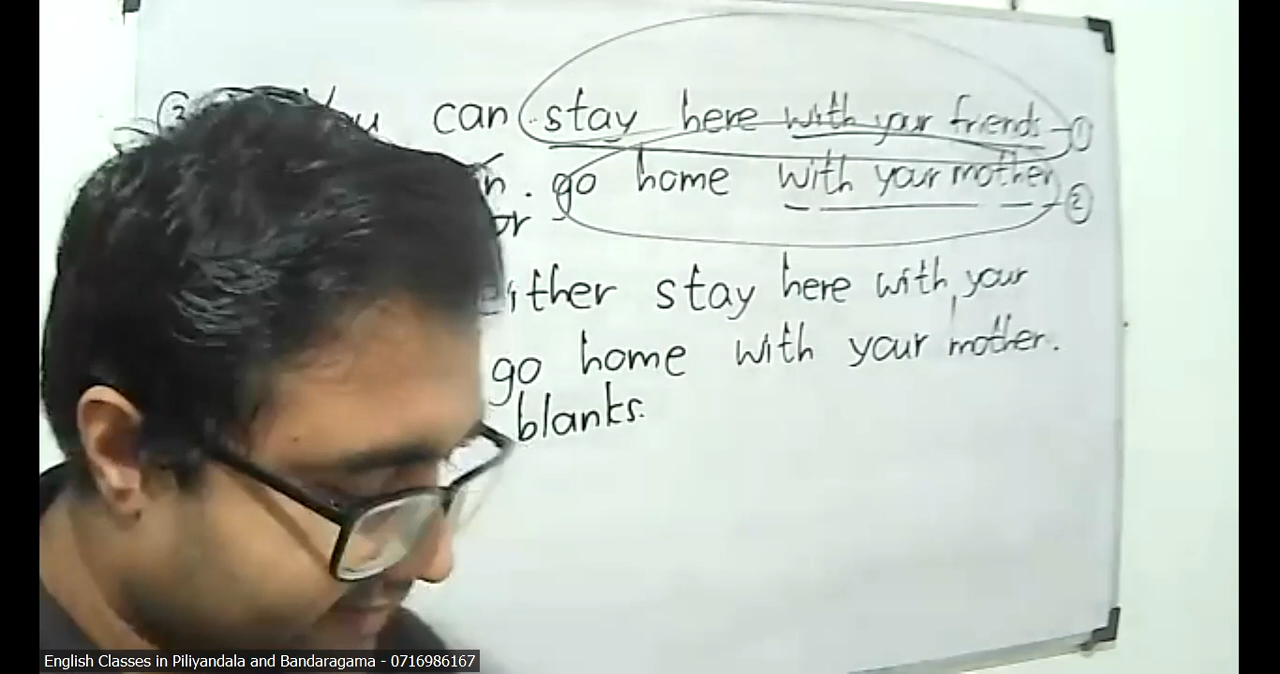 can stay here with your friends ①
go home with your mother ②
or
either stay here with your
go home with your mother.
blanks.
English Classes in Piliyandala and Bandaragama - 0716986167